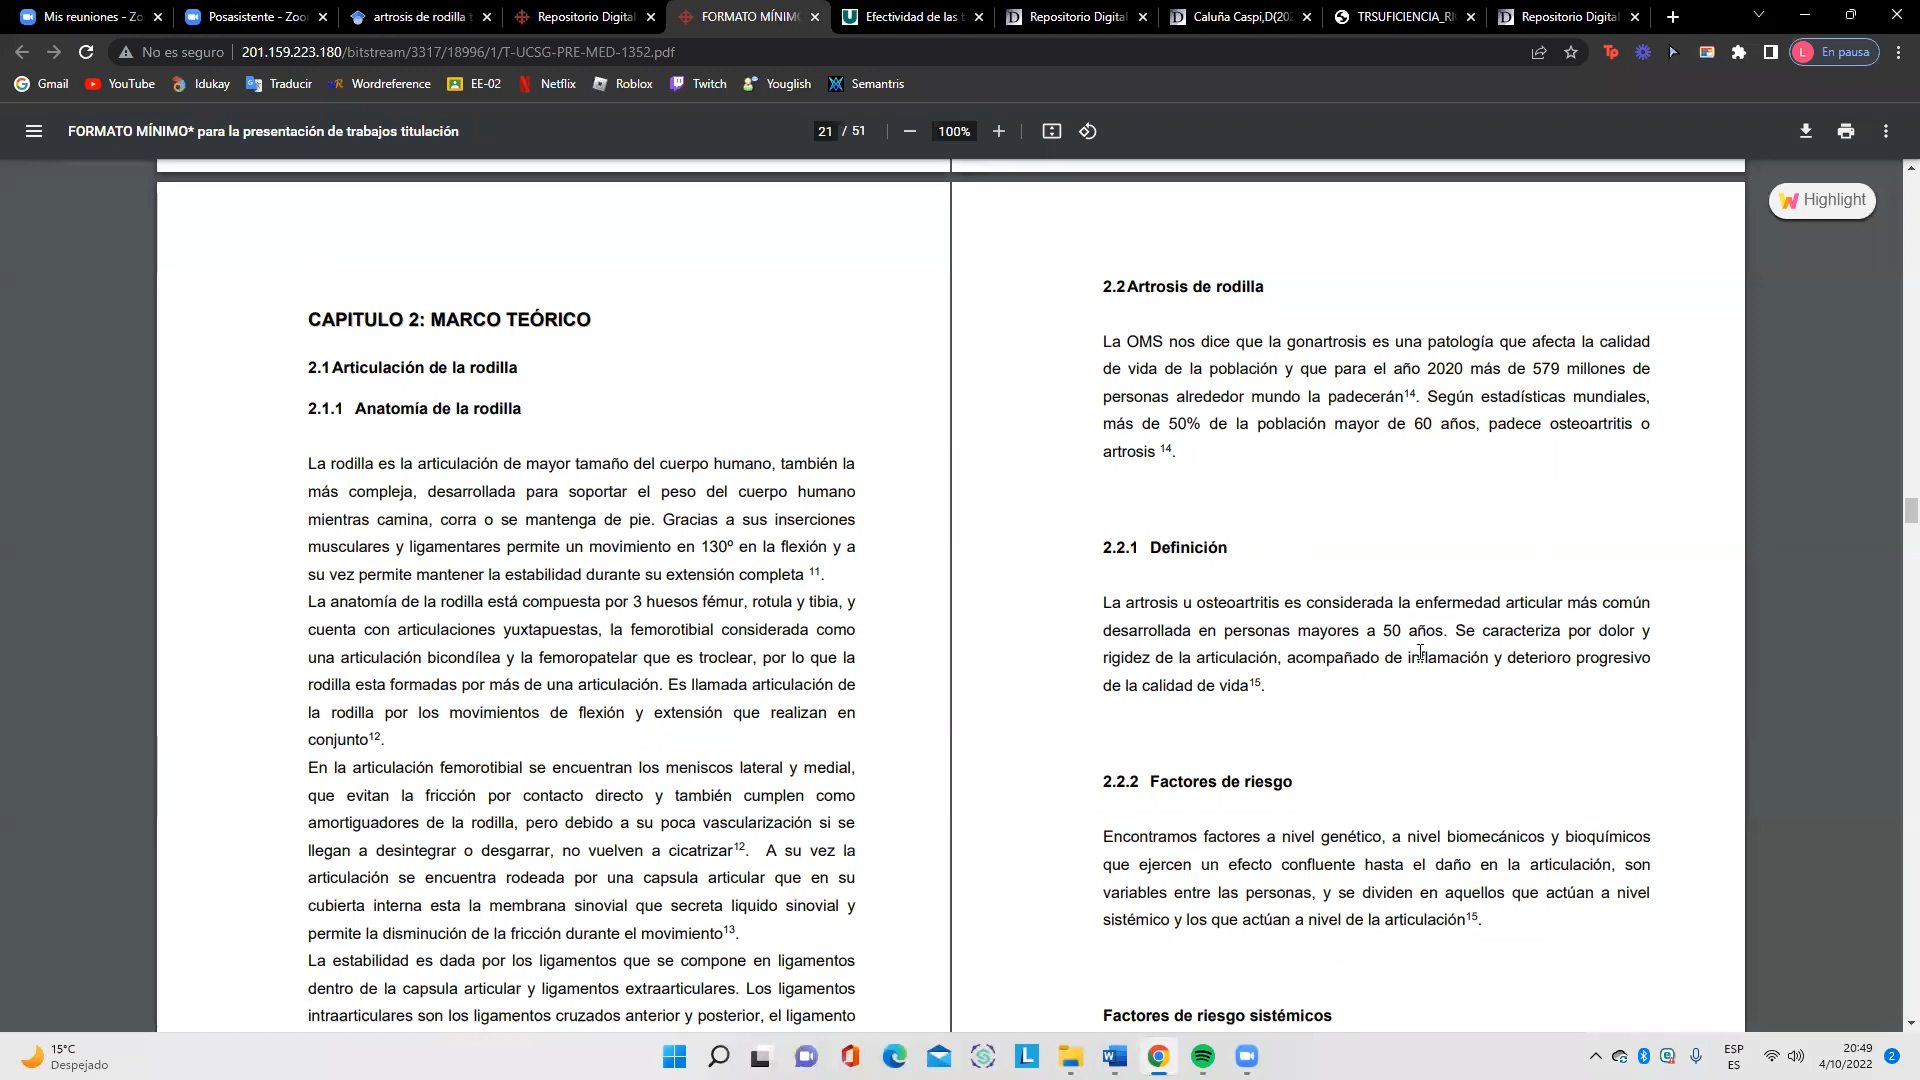 Mis reuniones - Zo
Posasistente - Zoo
artrosis de rodilla t
Repositorio Digital
FORMATO MÍNIMO
Efectividad de las t
Repositorio Digital
Caluña Caspi,D(202
TRSUFICIENCIA_RI
Repositorio Digital
No es seguro
201.159.223.180/bitstream/3317/18996/1/T-UCSG-PRE-MED-1352.pdf
L
En pausa
Gmail
YouTube
Idukay
Traducir
Wordreference
EE-02
Netflix
Roblox
Twitch
Youglish
Semantris
FORMATO MÍNIMO* para la presentación de trabajos titulación
21 / 51
100%
Highlight
CAPITULO 2: MARCO TEÓRICO
2.1 Articulación de la rodilla
2.1.1 Anatomía de la rodilla
La rodilla es la articulación de mayor tamaño del cuerpo humano, también la
más compleja, desarrollada para soportar el peso del cuerpo humano
mientras camina, corra o se mantenga de pie. Gracias a sus inserciones
musculares y ligamentares permite un movimiento en 130º en la flexión y a
su vez permite mantener la estabilidad durante su extensión completa 11.
La anatomía de la rodilla está compuesta por 3 huesos fémur, rotula y tibia, y
cuenta con articulaciones yuxtapuestas, la femorotibial considerada como
una articulación bicondílea y la femoropatelar que es troclear, por lo que la
rodilla esta formadas por más de una articulación. Es llamada articulación de
la rodilla por los movimientos de flexión y extensión que realizan en
conjunto12.
En la articulación femorotibial se encuentran los meniscos lateral y medial,
que evitan la fricción por contacto directo y también cumplen como
amortiguadores de la rodilla, pero debido a su poca vascularización si se
llegan a desintegrar o desgarrar, no vuelven a cicatrizar12. A su vez la
articulación se encuentra rodeada por una capsula articular que en su
cubierta interna esta la membrana sinovial que secreta liquido sinovial y
permite la disminución de la fricción durante el movimiento13.
La estabilidad es dada por los ligamentos que se compone en ligamentos
dentro de la capsula articular y ligamentos extraarticulares. Los ligamentos
intraarticulares son los ligamentos cruzados anterior y posterior, el ligamento
2.2 Artrosis de rodilla
La OMS nos dice que la gonartrosis es una patología que afecta la calidad
de vida de la población y que para el año 2020 más de 579 millones de
personas alrededor mundo la padecerán14. Según estadísticas mundiales,
más de 50% de la población mayor de 60 años, padece osteoartritis o
artrosis 14.
2.2.1 Definición
La artrosis u osteoartritis es considerada la enfermedad articular más común
desarrollada en personas mayores a 50 años. Se caracteriza por dolor y
rigidez de la articulación, acompañado de inflamación y deterioro progresivo
de la calidad de vida15.
2.2.2 Factores de riesgo
Encontramos factores a nivel genético, a nivel biomecánicos y bioquímicos
que ejercen un efecto confluente hasta el daño en la articulación, son
variables entre las personas, y se dividen en aquellos que actúan a nivel
sistémico y los que actúan a nivel de la articulación15.
Factores de riesgo sistémicos
15°C
Despejado
ESP
ES
20:49
4/10/2022
2